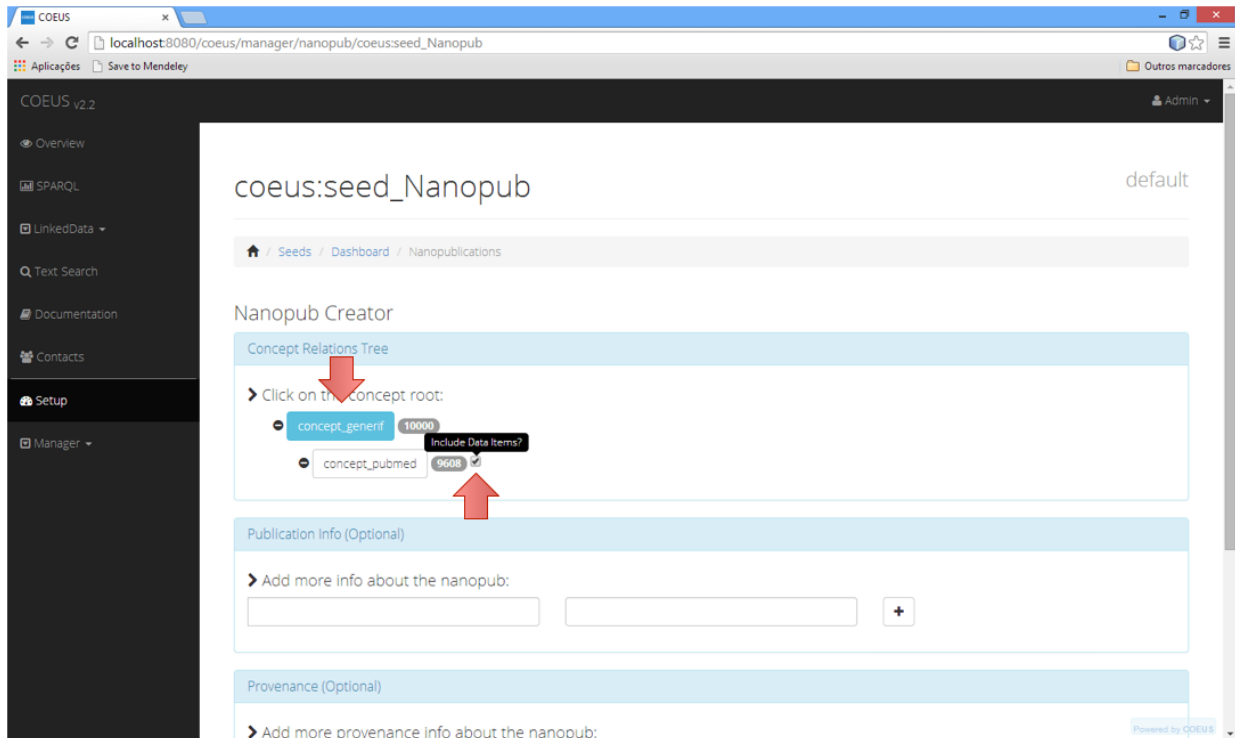 COEUS
localhost:8080/coeus/manager/nanopub/coeus:seed_Nanopub
Aplicações Save to Mendeley Outros marcadores
COEUS v2.2 Admin
Overview
SPARQL
LinkedData
Text Search
Documentation
Contacts
Setup
Manager
coeus:seed_Nanopub default
/ Seeds / Dashboard / Nanopublications
Nanopub Creator
Concept Relations Tree
Click on the concept root:
concept_generif 10000
Include Data Items?
concept_pubmed 9608
Publication Info (Optional)
Add more info about the nanopub:
Provenance (Optional)
Add more provenance info about the nanopub:
Powered by COEUS